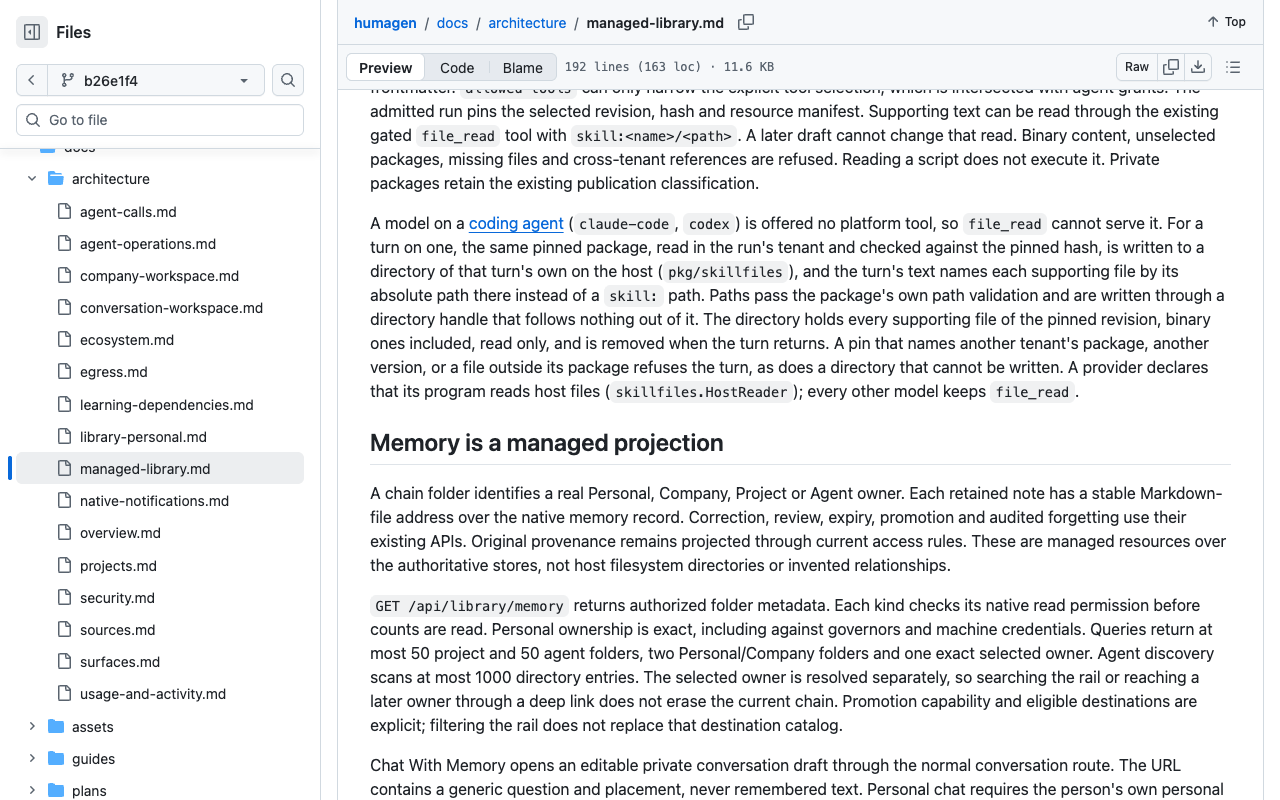 Files
b26e1f4
Go to file
docs
architecture
agent-calls.md
agent-operations.md
company-workspace.md
conversation-workspace.md
ecosystem.md
egress.md
learning-dependencies.md
library-personal.md
managed-library.md
native-notifications.md
overview.md
projects.md
security.md
sources.md
surfaces.md
usage-and-activity.md
assets
guides
plans
humagen / docs / architecture / managed-library.md
Top
Preview Code Blame 192 lines (163 loc) · 11.6 KB
Raw
frontmatter. allowed-tools can only narrow the explicit tool selection, which is intersected with agent grants. The
admitted run pins the selected revision, hash and resource manifest. Supporting text can be read through the existing
gated file_read tool with skill:<name>/<path>. A later draft cannot change that read. Binary content, unselected
packages, missing files and cross-tenant references are refused. Reading a script does not execute it. Private
packages retain the existing publication classification.
A model on a coding agent (claude-code, codex) is offered no platform tool, so file_read cannot serve it. For a
turn on one, the same pinned package, read in the run's tenant and checked against the pinned hash, is written to a
directory of that turn's own on the host (pkg/skillfiles), and the turn's text names each supporting file by its
absolute path there instead of a skill: path. Paths pass the package's own path validation and are written through a
directory handle that follows nothing out of it. The directory holds every supporting file of the pinned revision, binary
ones included, read only, and is removed when the turn returns. A pin that names another tenant's package, another
version, or a file outside its package refuses the turn, as does a directory that cannot be written. A provider declares
that its program reads host files (skillfiles.HostReader); every other model keeps file_read.
Memory is a managed projection
A chain folder identifies a real Personal, Company, Project or Agent owner. Each retained note has a stable Markdown-
file address over the native memory record. Correction, review, expiry, promotion and audited forgetting use their
existing APIs. Original provenance remains projected through current access rules. These are managed resources over
the authoritative stores, not host filesystem directories or invented relationships.
GET /api/library/memory returns authorized folder metadata. Each kind checks its native read permission before
counts are read. Personal ownership is exact, including against governors and machine credentials. Queries return at
most 50 project and 50 agent folders, two Personal/Company folders and one exact selected owner. Agent discovery
scans at most 1000 directory entries. The selected owner is resolved separately, so searching the rail or reaching a
later owner through a deep link does not erase the current chain. Promotion capability and eligible destinations are
explicit; filtering the rail does not replace that destination catalog.
Chat With Memory opens an editable private conversation draft through the normal conversation route. The URL
contains a generic question and placement, never remembered text. Personal chat requires the person's own personal